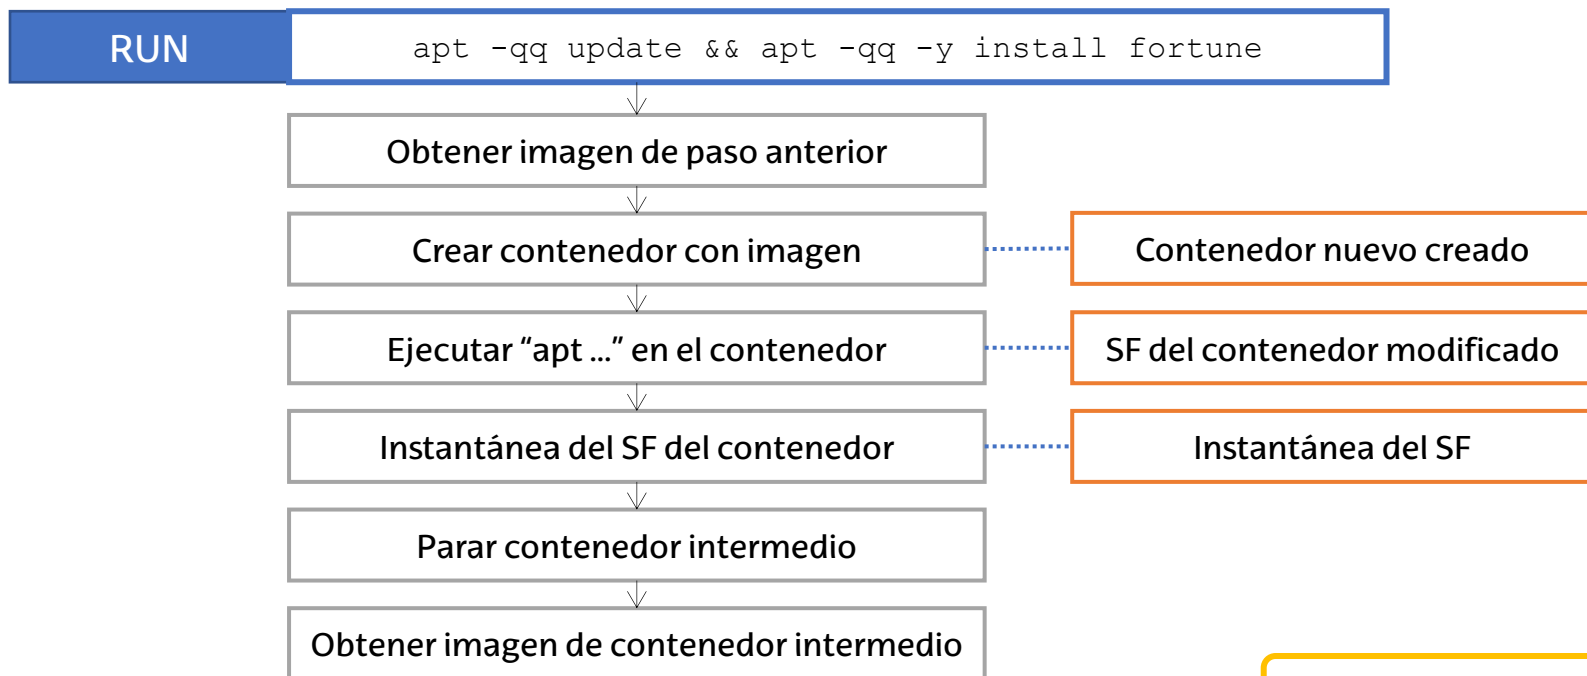 RUN
apt -qq update && apt -qq -y install fortune
Obtener imagen de paso anterior
Crear contenedor con imagen
Contenedor nuevo creado
Ejecutar “apt ...” en el contenedor
SF del contenedor modificado
Instantánea del SF del contenedor
Instantánea del SF
Parar contenedor intermedio
Obtener imagen de contenedor intermedio